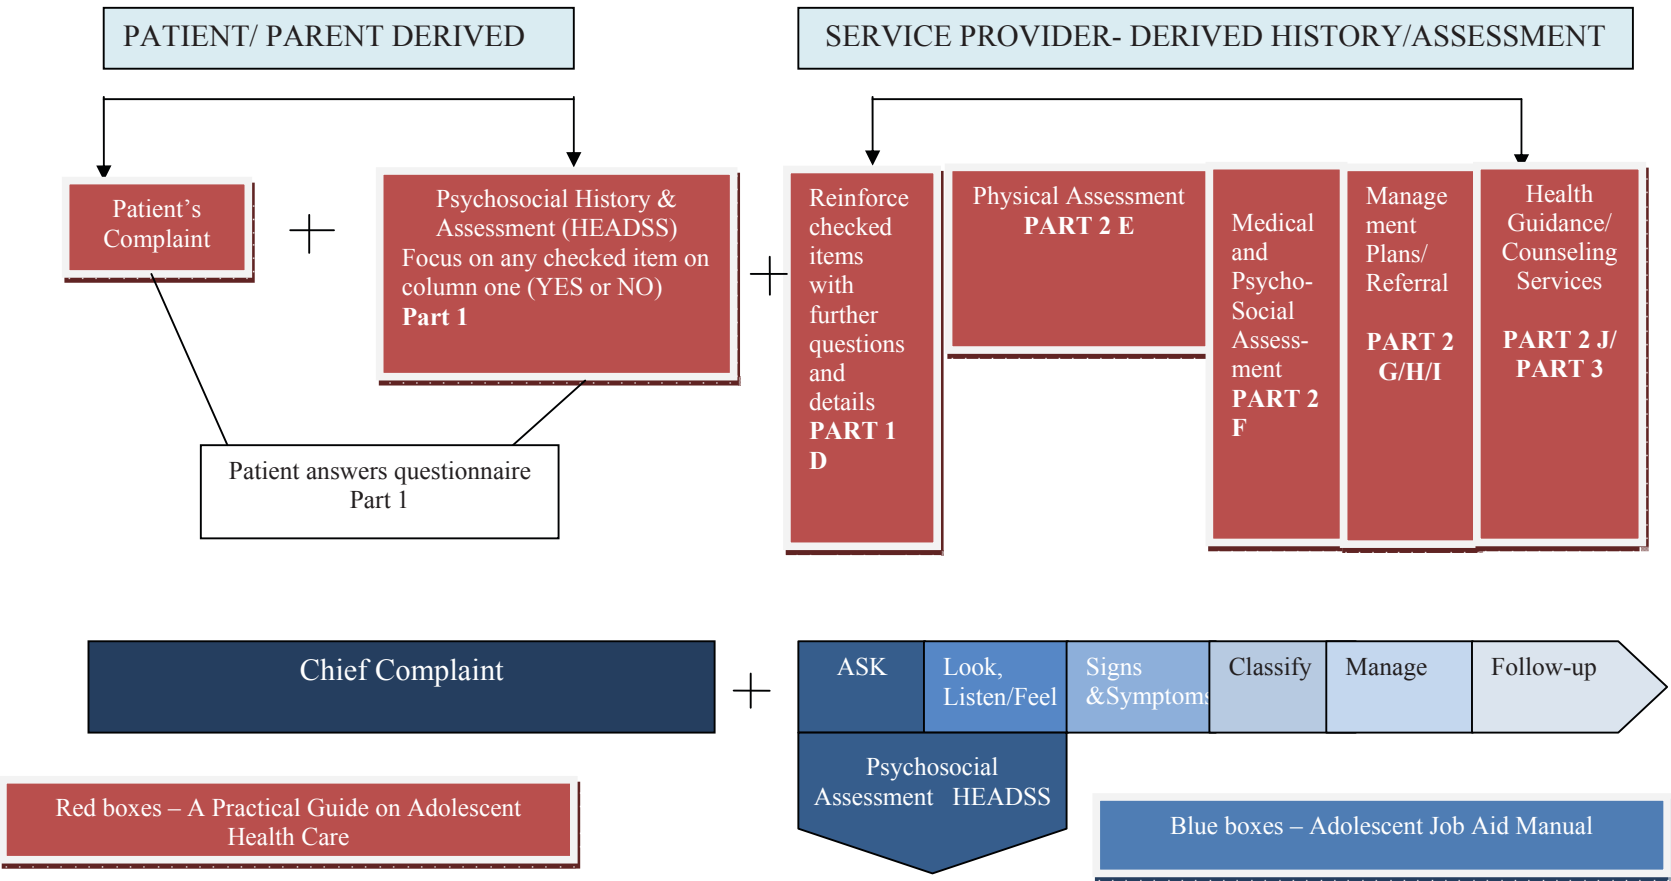 PATIENT/ PARENT DERIVED
SERVICE PROVIDER- DERIVED HISTORY/ASSESSMENT
Patient's
Complaint
Psychosocial History &
Assessment (HEADSS)
Focus on any checked item on
column one (YES or NO)
Part 1
Reinforce
checked
items
with
further
questions
and
details
PART 1
D
Physical Assessment
PART 2 E
Medical
and
Psycho-
Social
Assess-
ment
PART 2
F
Manage
ment
Plans/
Referral
PART 2
G/H/I
Health
Guidance/
Counseling
Services
PART 2 J/
PART 3
Patient answers questionnaire
Part 1
Chief Complaint
ASK
Look,
Listen/Feel
Signs
&Symptoms
Classify
Manage
Follow-up
Psychosocial
Assessment HEADSS
Red boxes – A Practical Guide on Adolescent
Health Care
Blue boxes – Adolescent Job Aid Manual